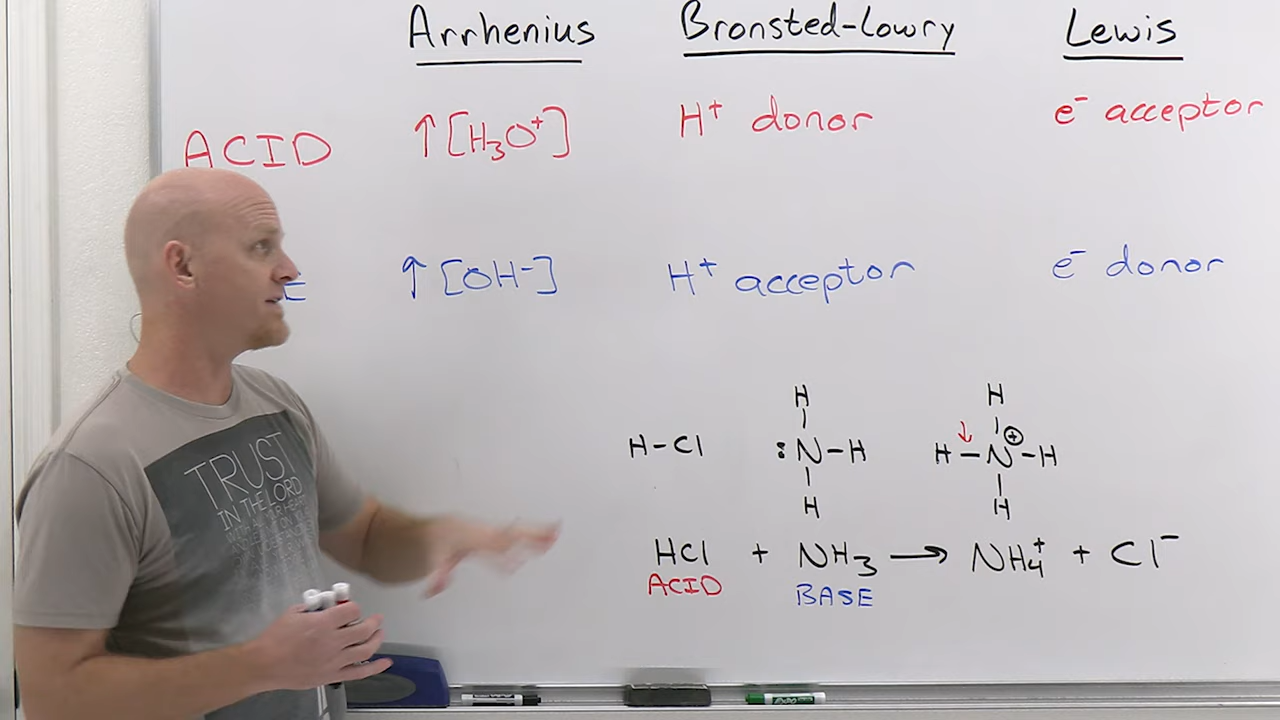 Arrhenius Bronsted-Lowry Lewis
ACID ↑[H₃O⁺] H⁺ donor e⁻ acceptor
↑[OH-] H⁺ acceptor e⁻ donor
H H
H-Cl :N-H H-N-H
H H
HCl + NH₃ → NH₄⁺ + Cl⁻
ACID BASE
TRUST
IN THE LORD